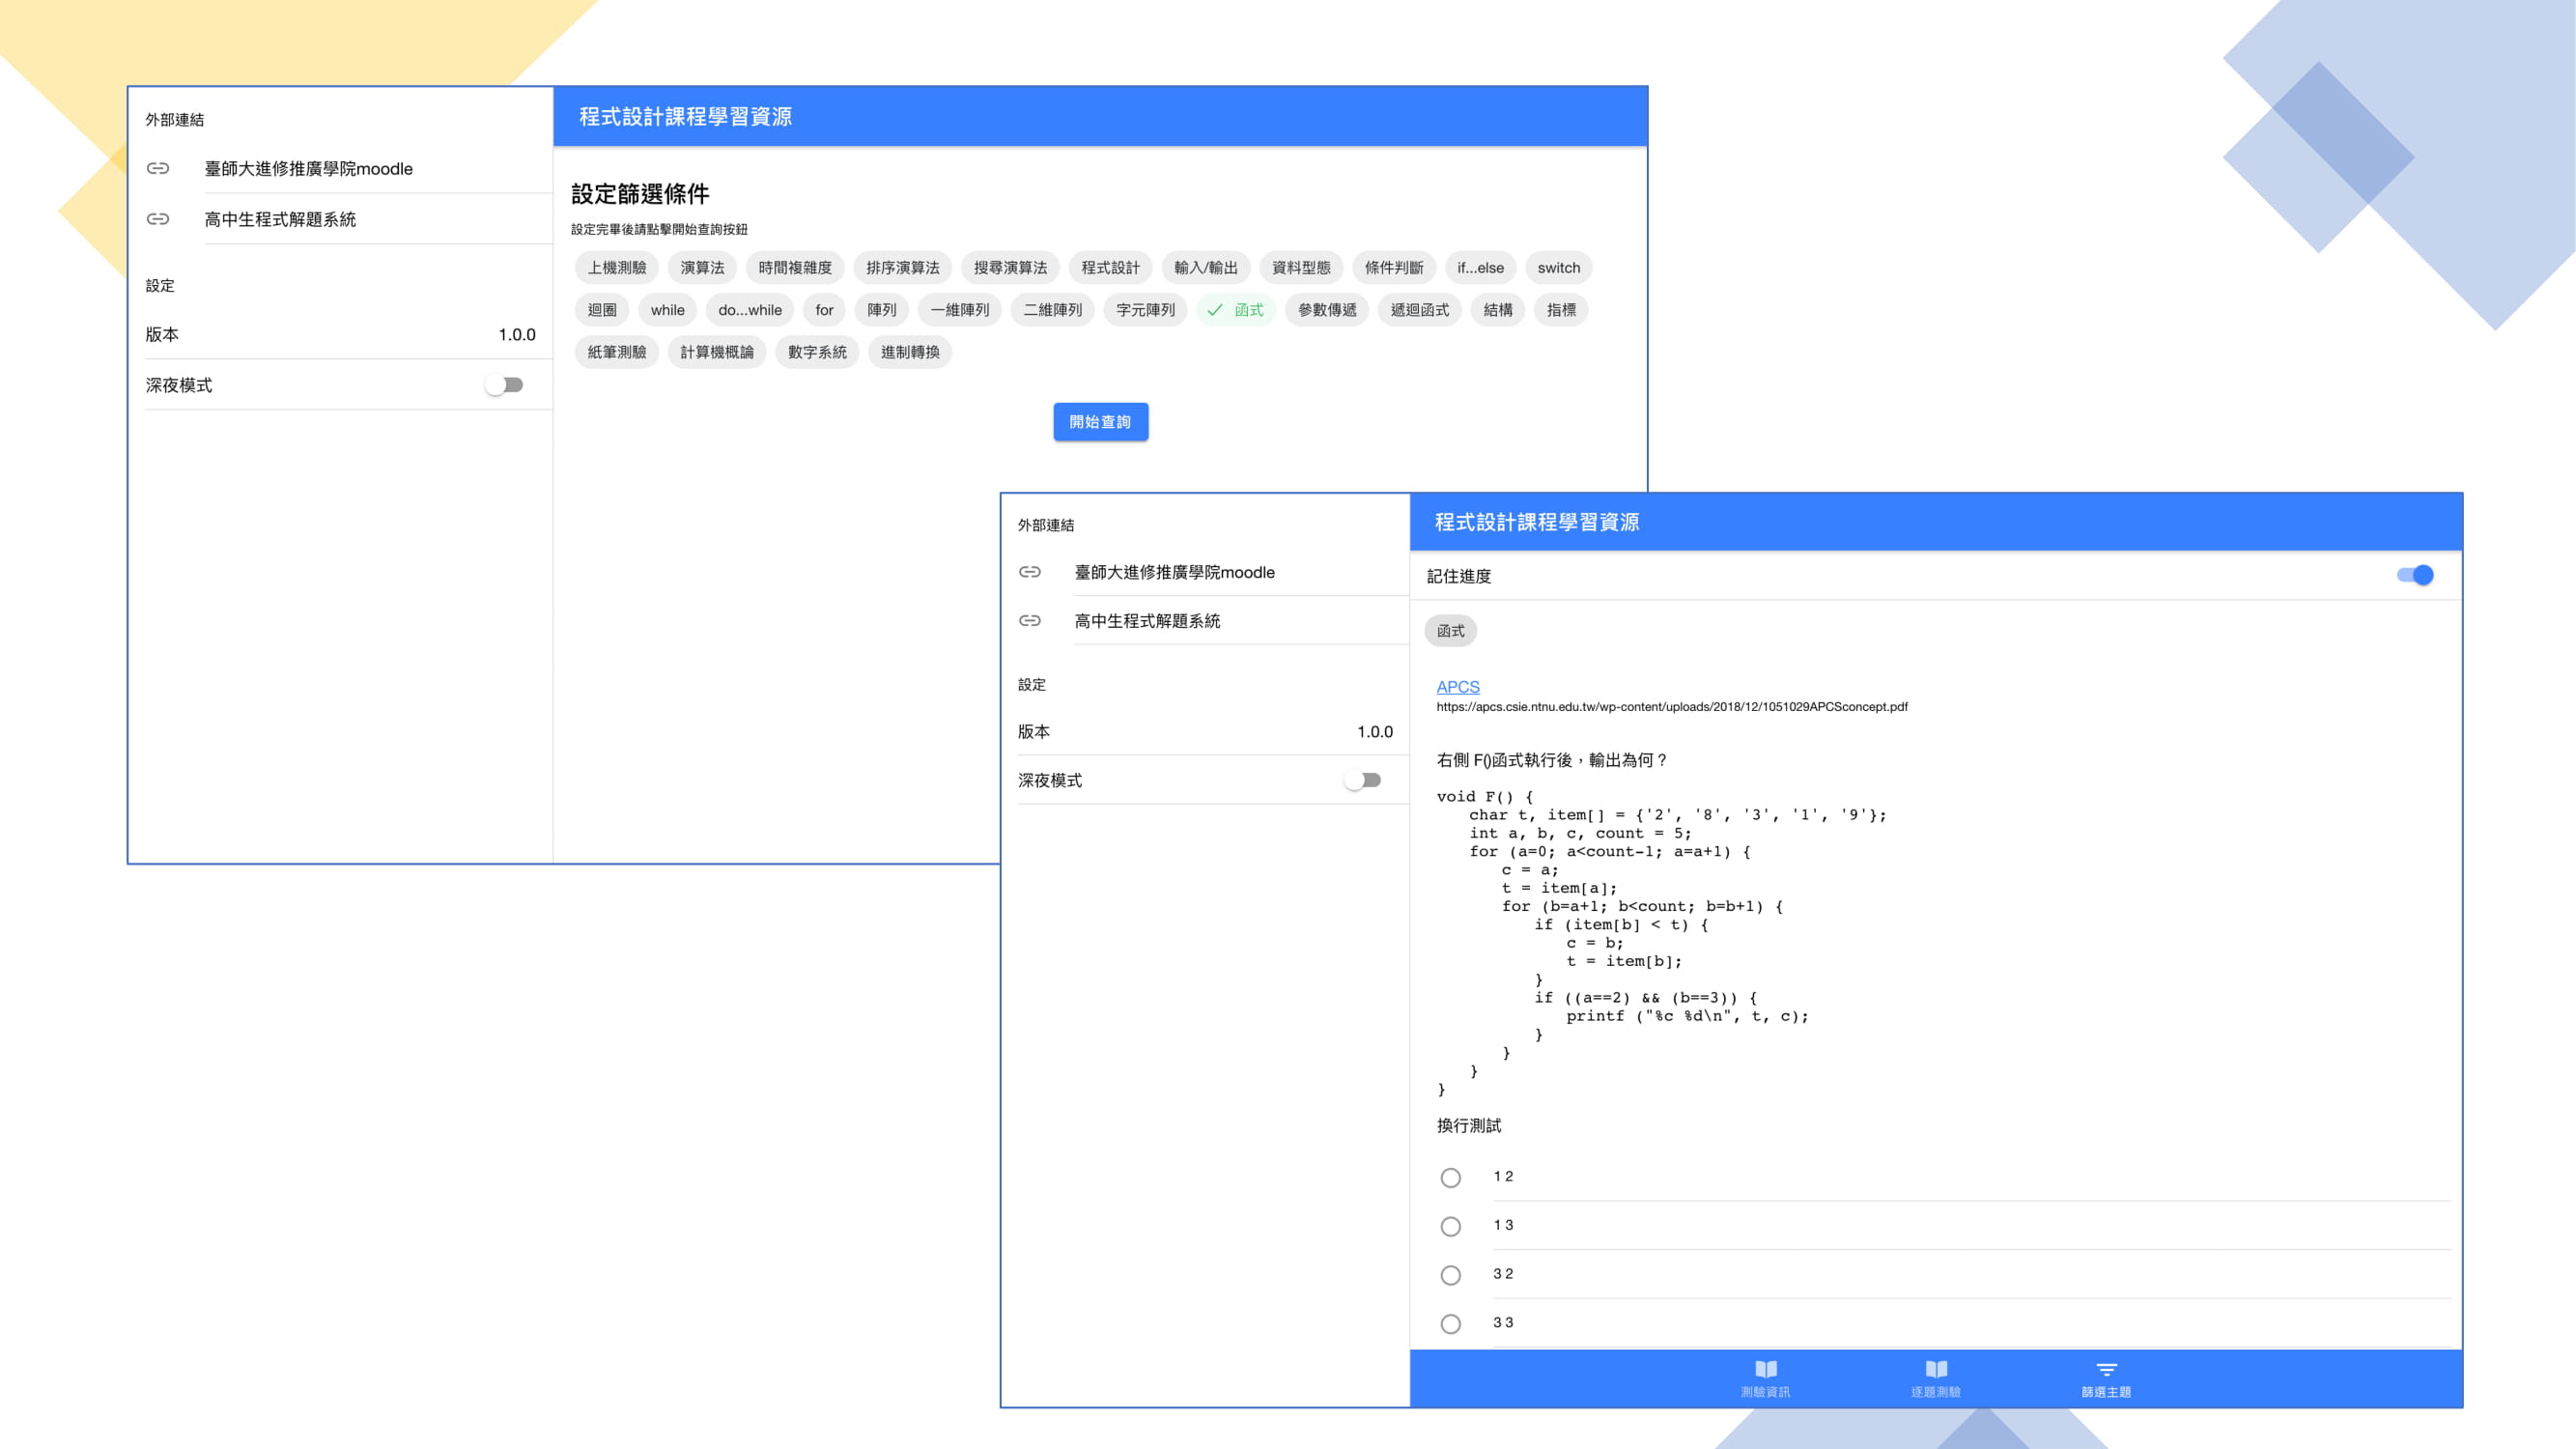 外部連結
臺師大進修推廣學院moodle
高中生程式解題系統
設定
版本 1.0.0
深夜模式
程式設計課程學習資源
設定篩選條件
設定完畢後請點擊開始查詢按鈕
上機測驗 演算法 時間複雜度 排序演算法 搜尋演算法 程式設計 輸入/輸出 資料型態 條件判斷 if...else switch
迴圈 while do...while for 陣列 一維陣列 二維陣列 字元陣列 函式 參數傳遞 遞迴函式 結構 指標
紙筆測驗 計算機概論 數字系統 進制轉換
開始查詢
外部連結
臺師大進修推廣學院moodle
高中生程式解題系統
設定
版本 1.0.0
深夜模式
程式設計課程學習資源
記住進度
函式
APCS
https://apcs.csie.ntnu.edu.tw/wp-content/uploads/2018/12/1051029APCSconcept.pdf
右側 F()函式執行後，輸出為何？
void F() {
char t, item[] = {'2', '8', '3', '1', '9'};
int a, b, c, count = 5;
for (a=0; a<count-1; a=a+1) {
c = a;
t = item[a];
for (b=a+1; b<count; b=b+1) {
if (item[b] < t) {
c = b;
t = item[b];
}
if ((a==2) && (b==3)) {
printf ("%c %d\n", t, c);
}
}
}
}
換行測試
1 2
1 3
3 2
3 3
測驗資訊 逐題測驗 篩選主題